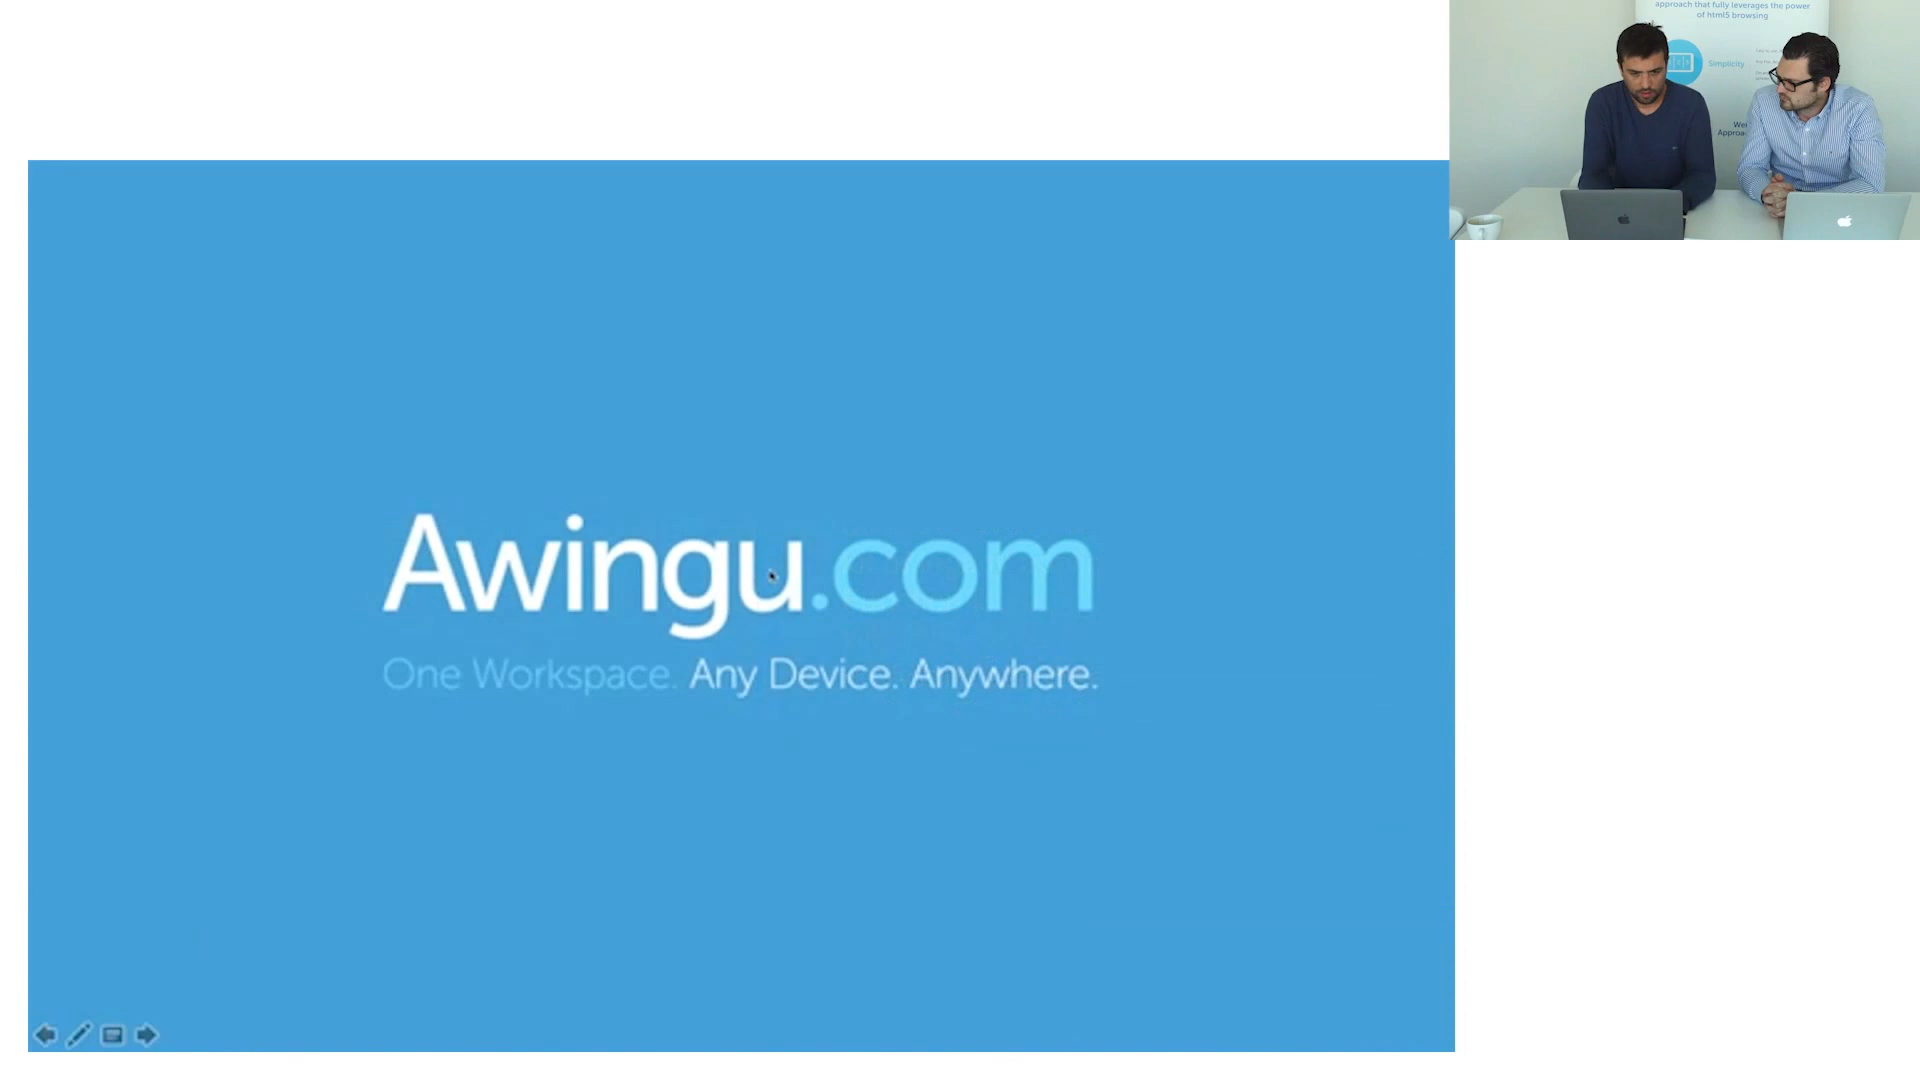 approach that fully leverages the power
of html5 browsing
Simplicity
Awingu.com
One Workspace. Any Device. Anywhere.